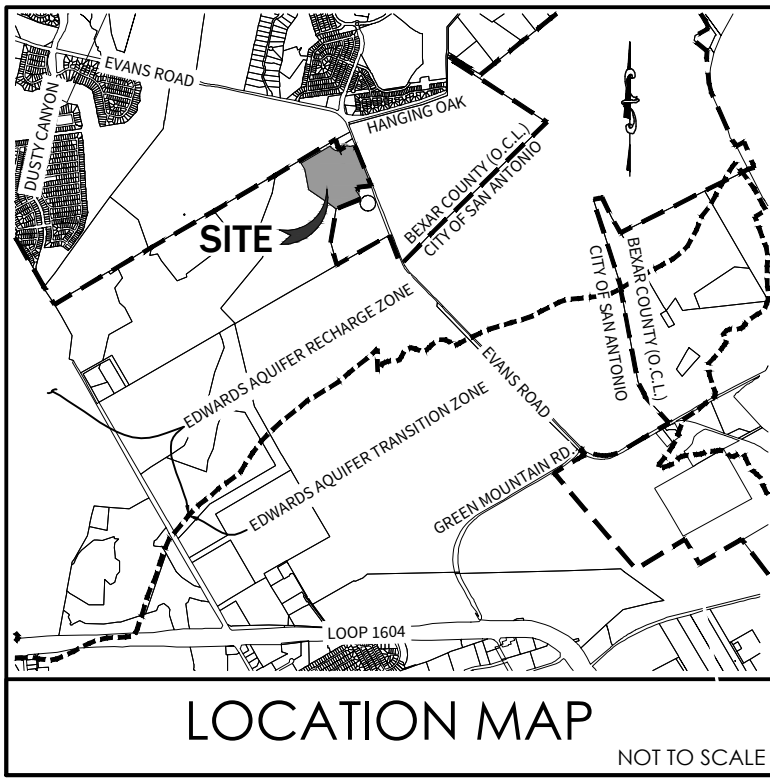 EVANS ROAD
DUSTY CANYON
HANGING OAK
BEXAR COUNTY (O.C.L.)
CITY OF SAN ANTONIO
SITE
BEXAR COUNTY (O.C.L.)
CITY OF SAN ANTONIO
EDWARDS AQUIFER RECHARGE ZONE
EVANS ROAD
EDWARDS AQUIFER TRANSITION ZONE
GREEN MOUNTAIN RD.
LOOP 1604
LOCATION MAP
NOT TO SCALE